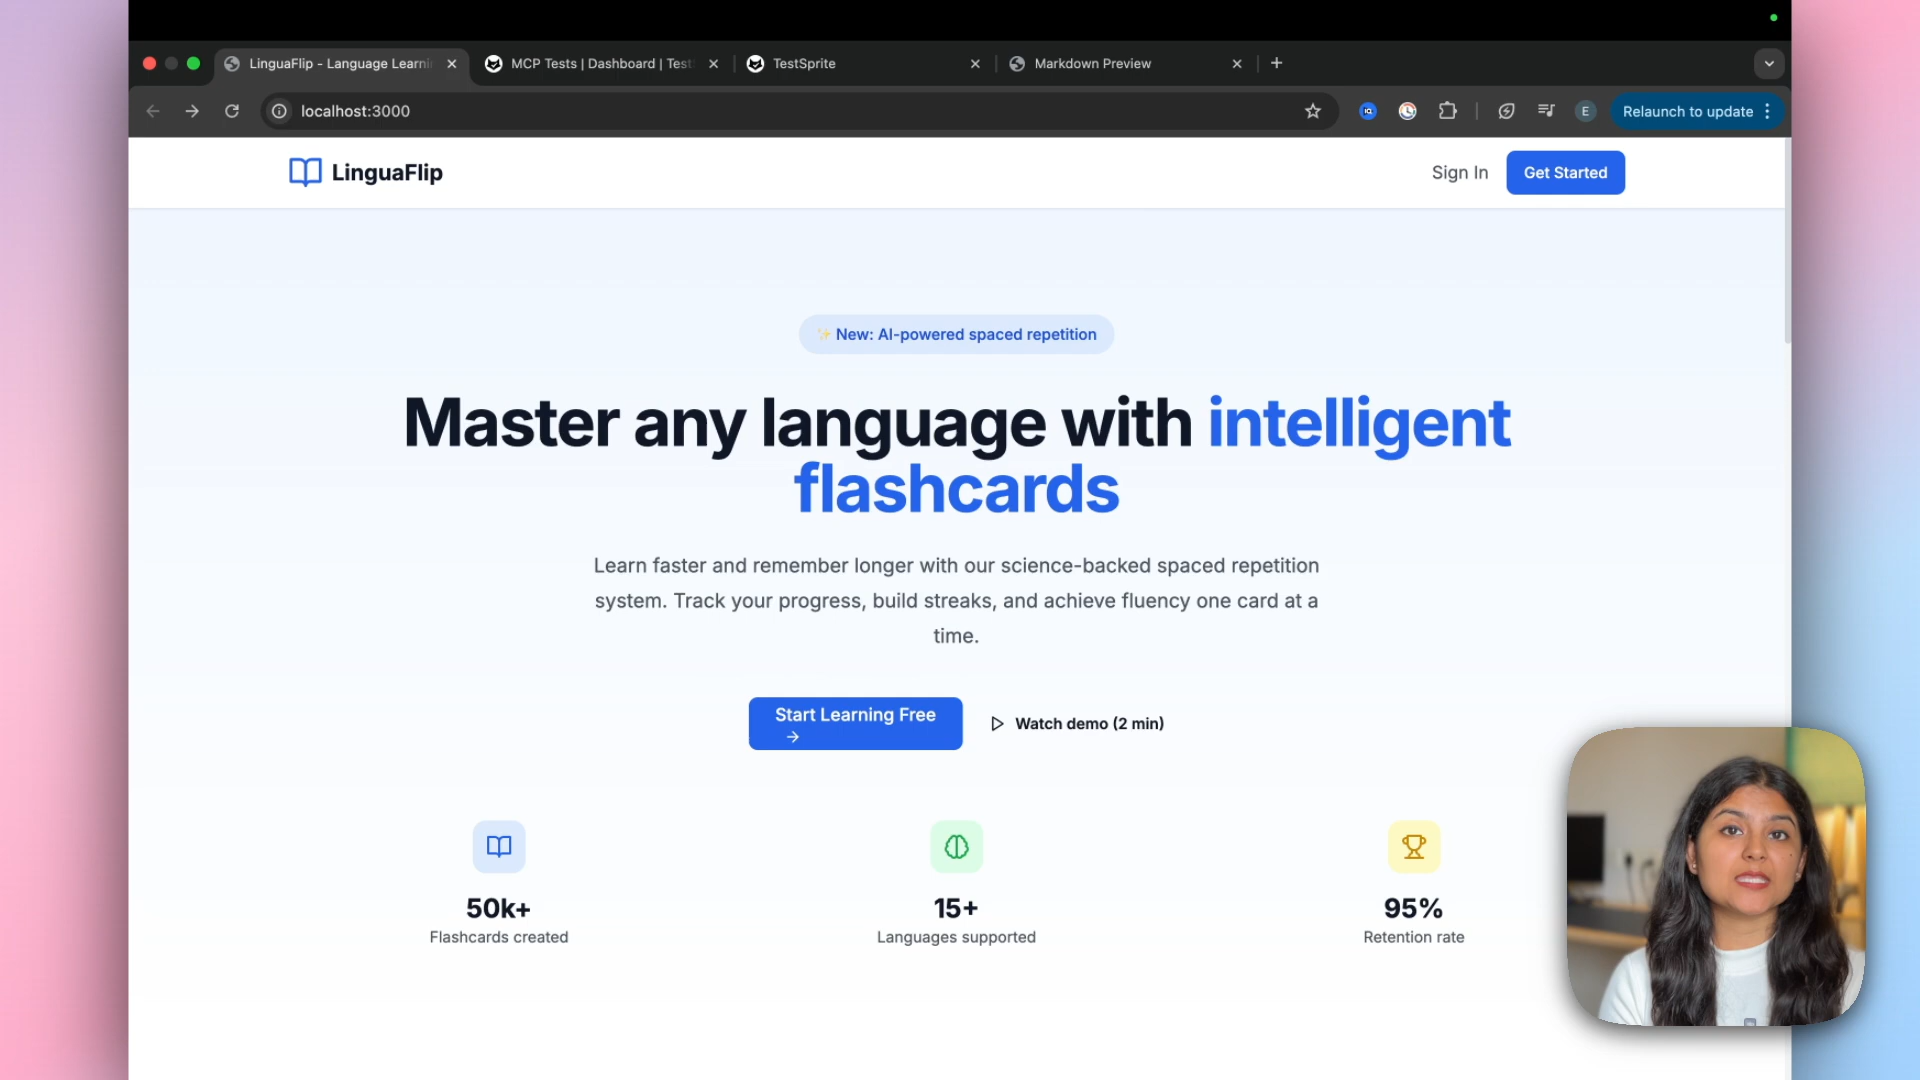 LinguaFlip - Language Learni
MCP Tests | Dashboard | Test
TestSprite
Markdown Preview
localhost:3000
E
Relaunch to update
LinguaFlip
Sign In
Get Started
✨ New: AI-powered spaced repetition
Master any language with intelligent
flashcards
Learn faster and remember longer with our science-backed spaced repetition
system. Track your progress, build streaks, and achieve fluency one card at a
time.
Start Learning Free
→
Watch demo (2 min)
50k+
Flashcards created
15+
Languages supported
95%
Retention rate